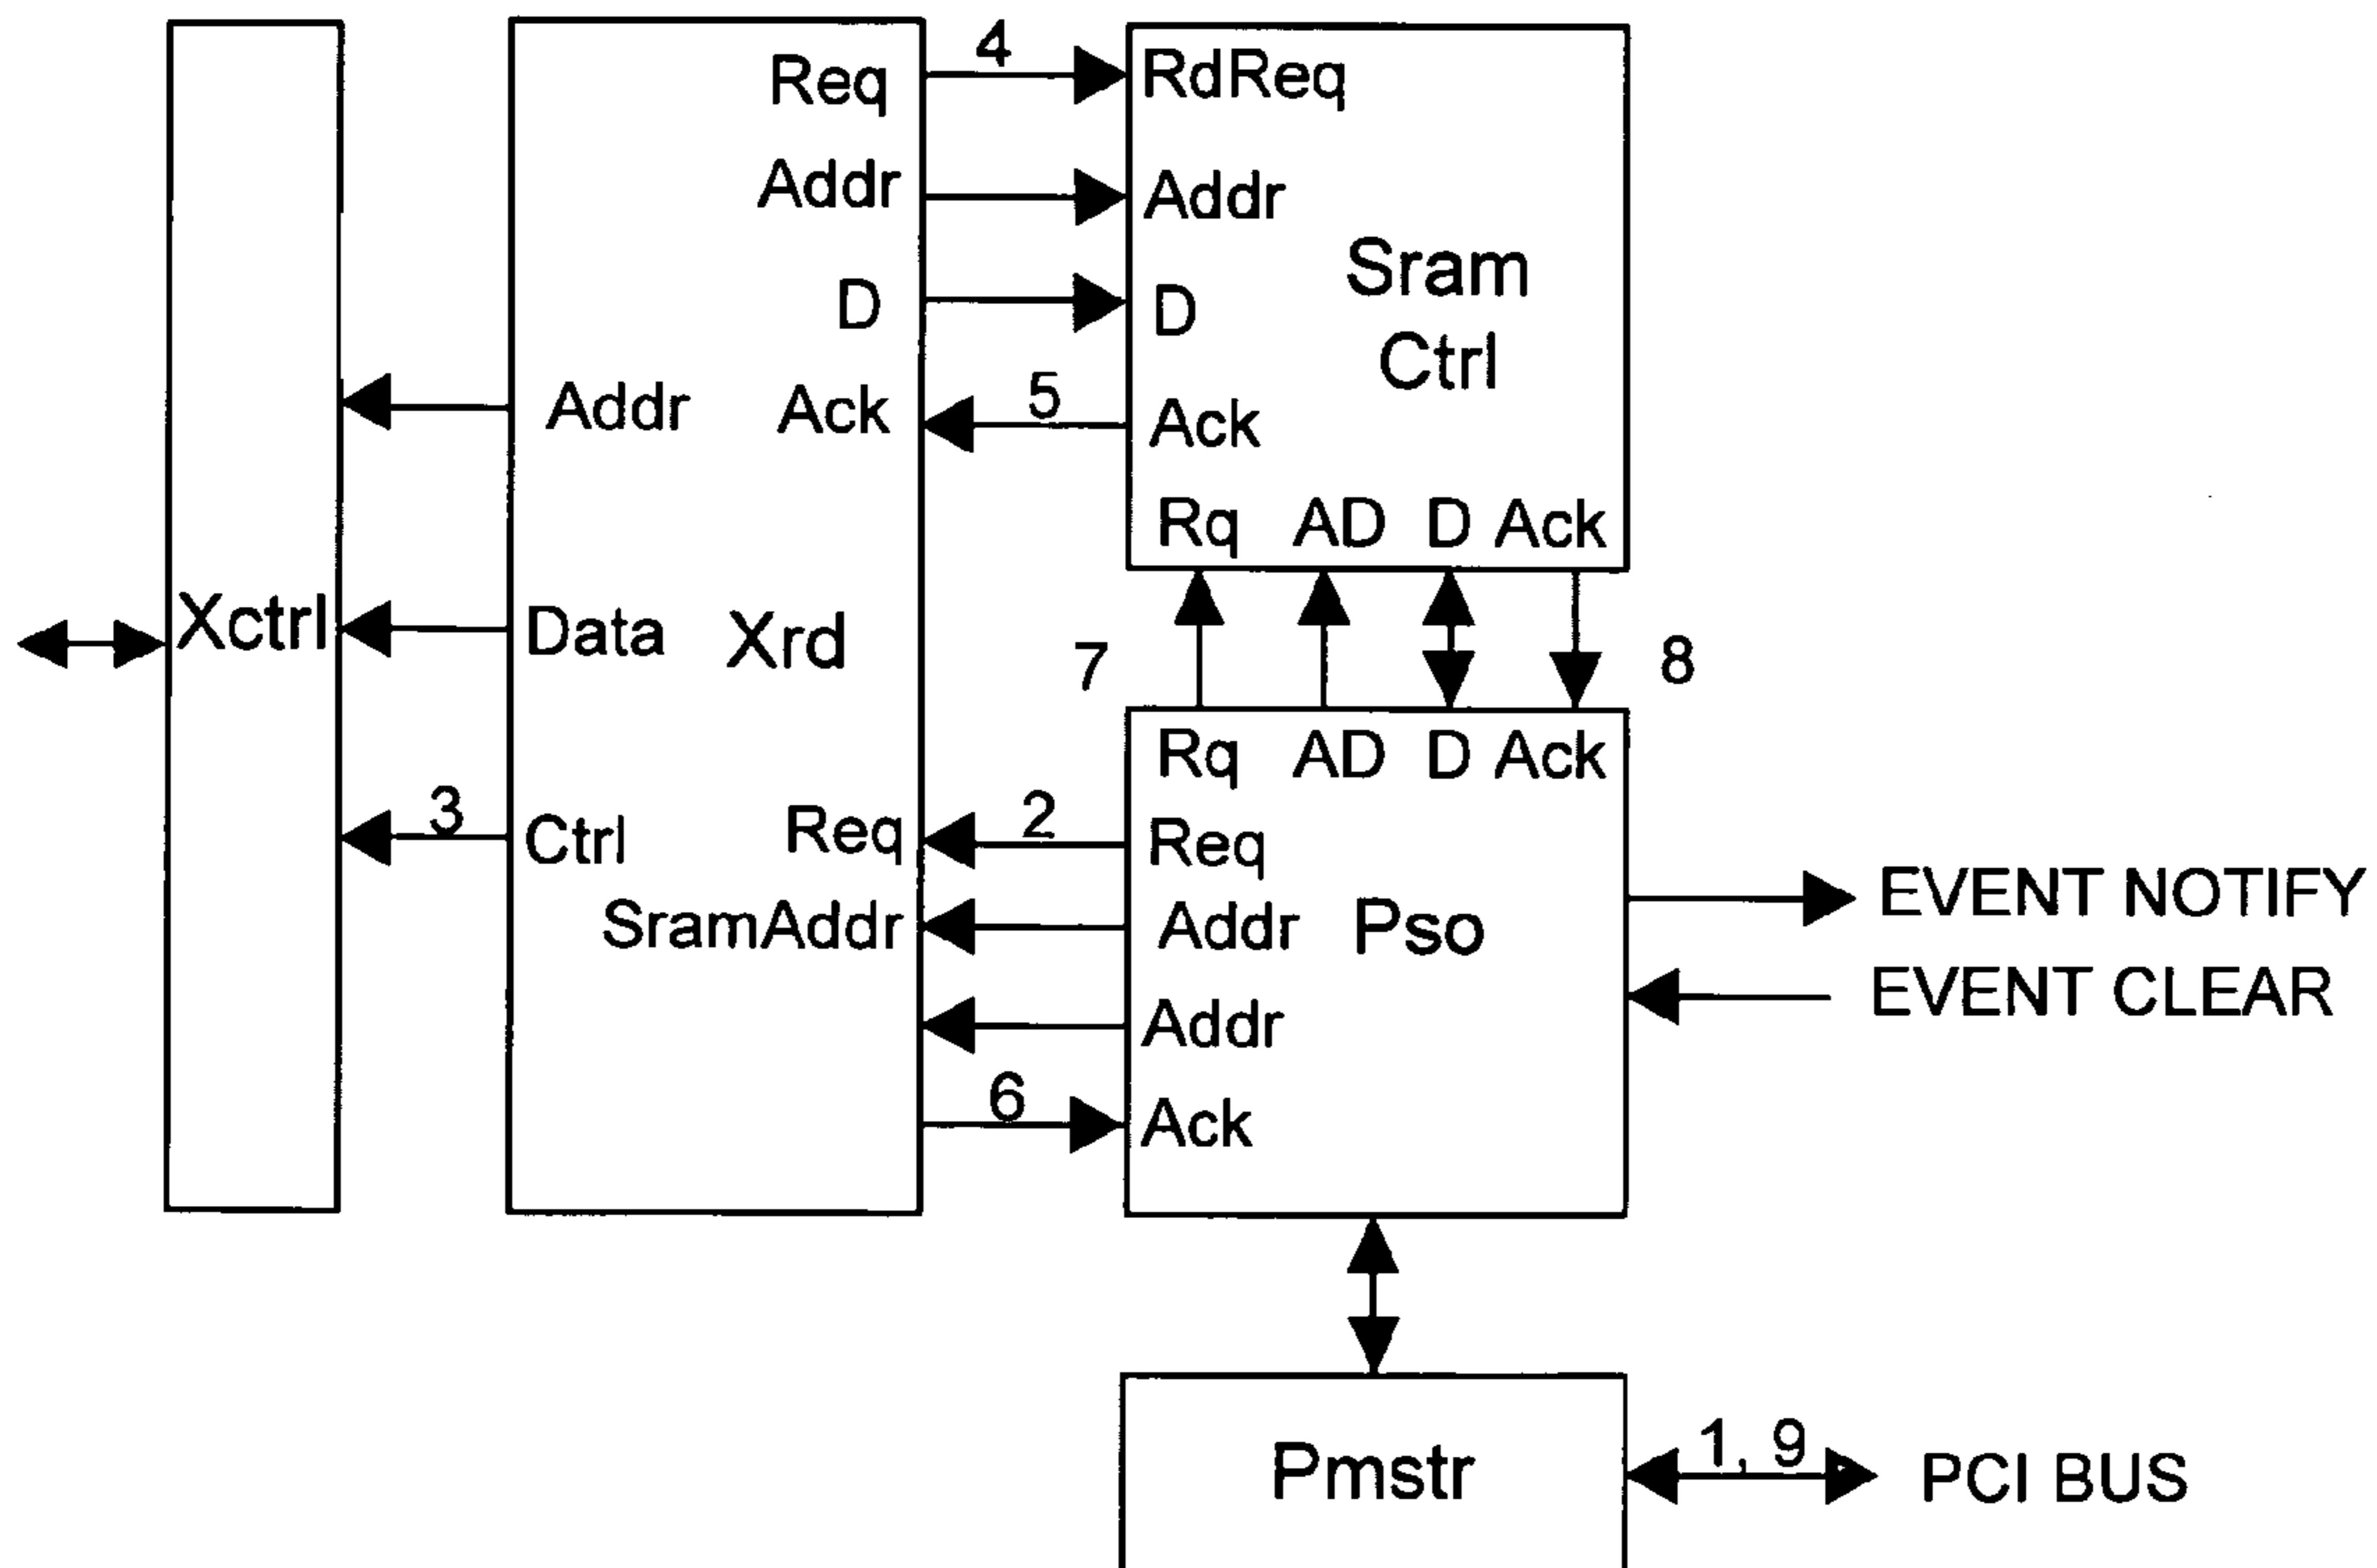 4
Req
RdReq
Addr
Addr
D
D
Sram
Ctrl
Addr
Ack
5
Ack
Rq AD D Ack
Xctrl
Data
Xrd
7
8
Rq AD D Ack
3
Ctrl
Req
2
Req
SramAddr
Addr
Pso
EVENT NOTIFY
EVENT CLEAR
Addr
6
Ack
Pmstr
1, 9
PCI BUS